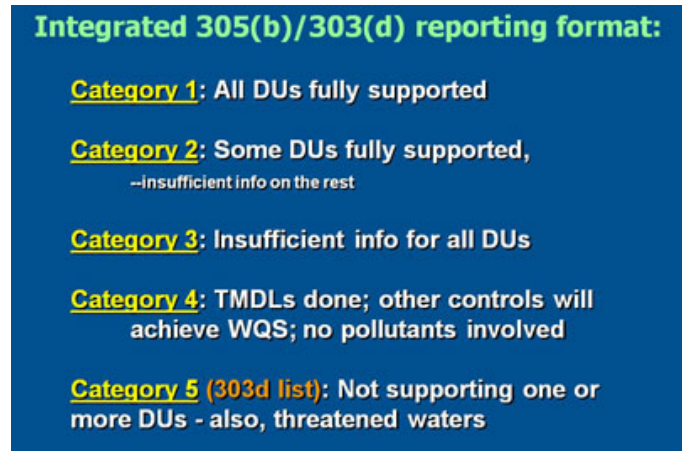 Integrated 305(b)/303(d) reporting format:
Category 1: All DUs fully supported
Category 2: Some DUs fully supported,
--insufficient info on the rest
Category 3: Insufficient info for all DUs
Category 4: TMDLs done; other controls will
achieve WQS; no pollutants involved
Category 5 (303d list): Not supporting one or
more DUs - also, threatened waters